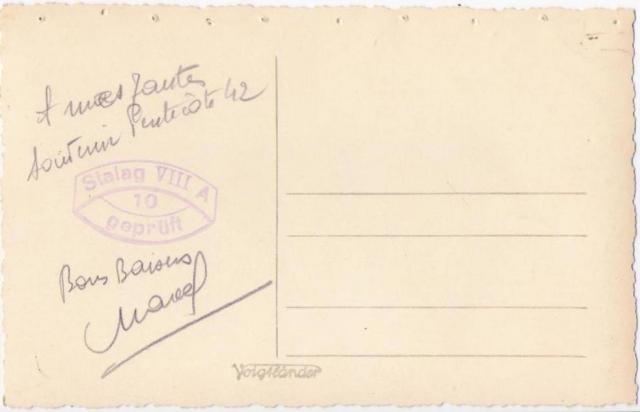 A mes Tantes
Souvenir Pentecôte 42
Stalag VIII A
10
geprüft
Bons Baisers
Marcel
Voigtländer